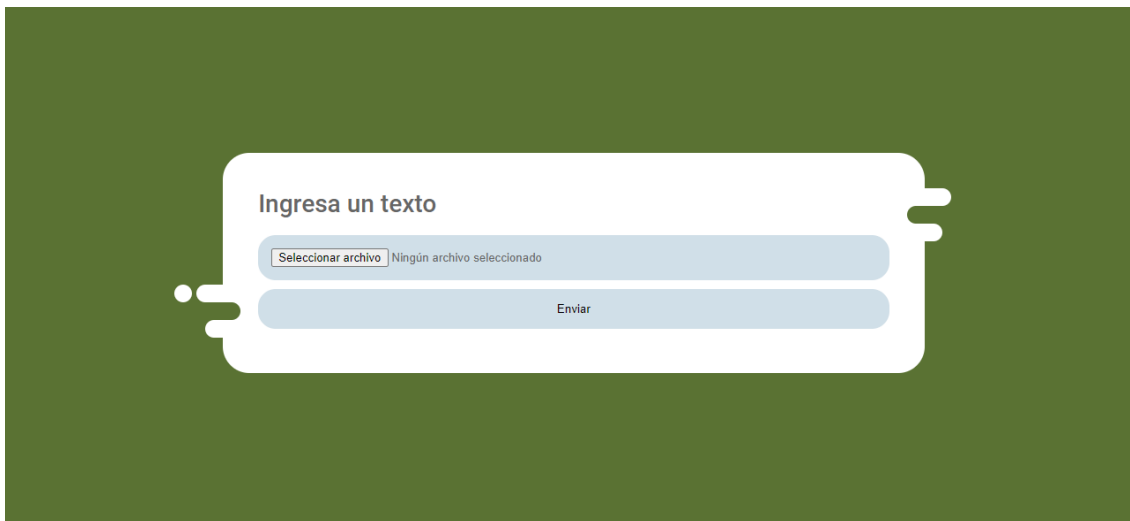 Ingresa un texto
Seleccionar archivo Ningún archivo seleccionado
Enviar